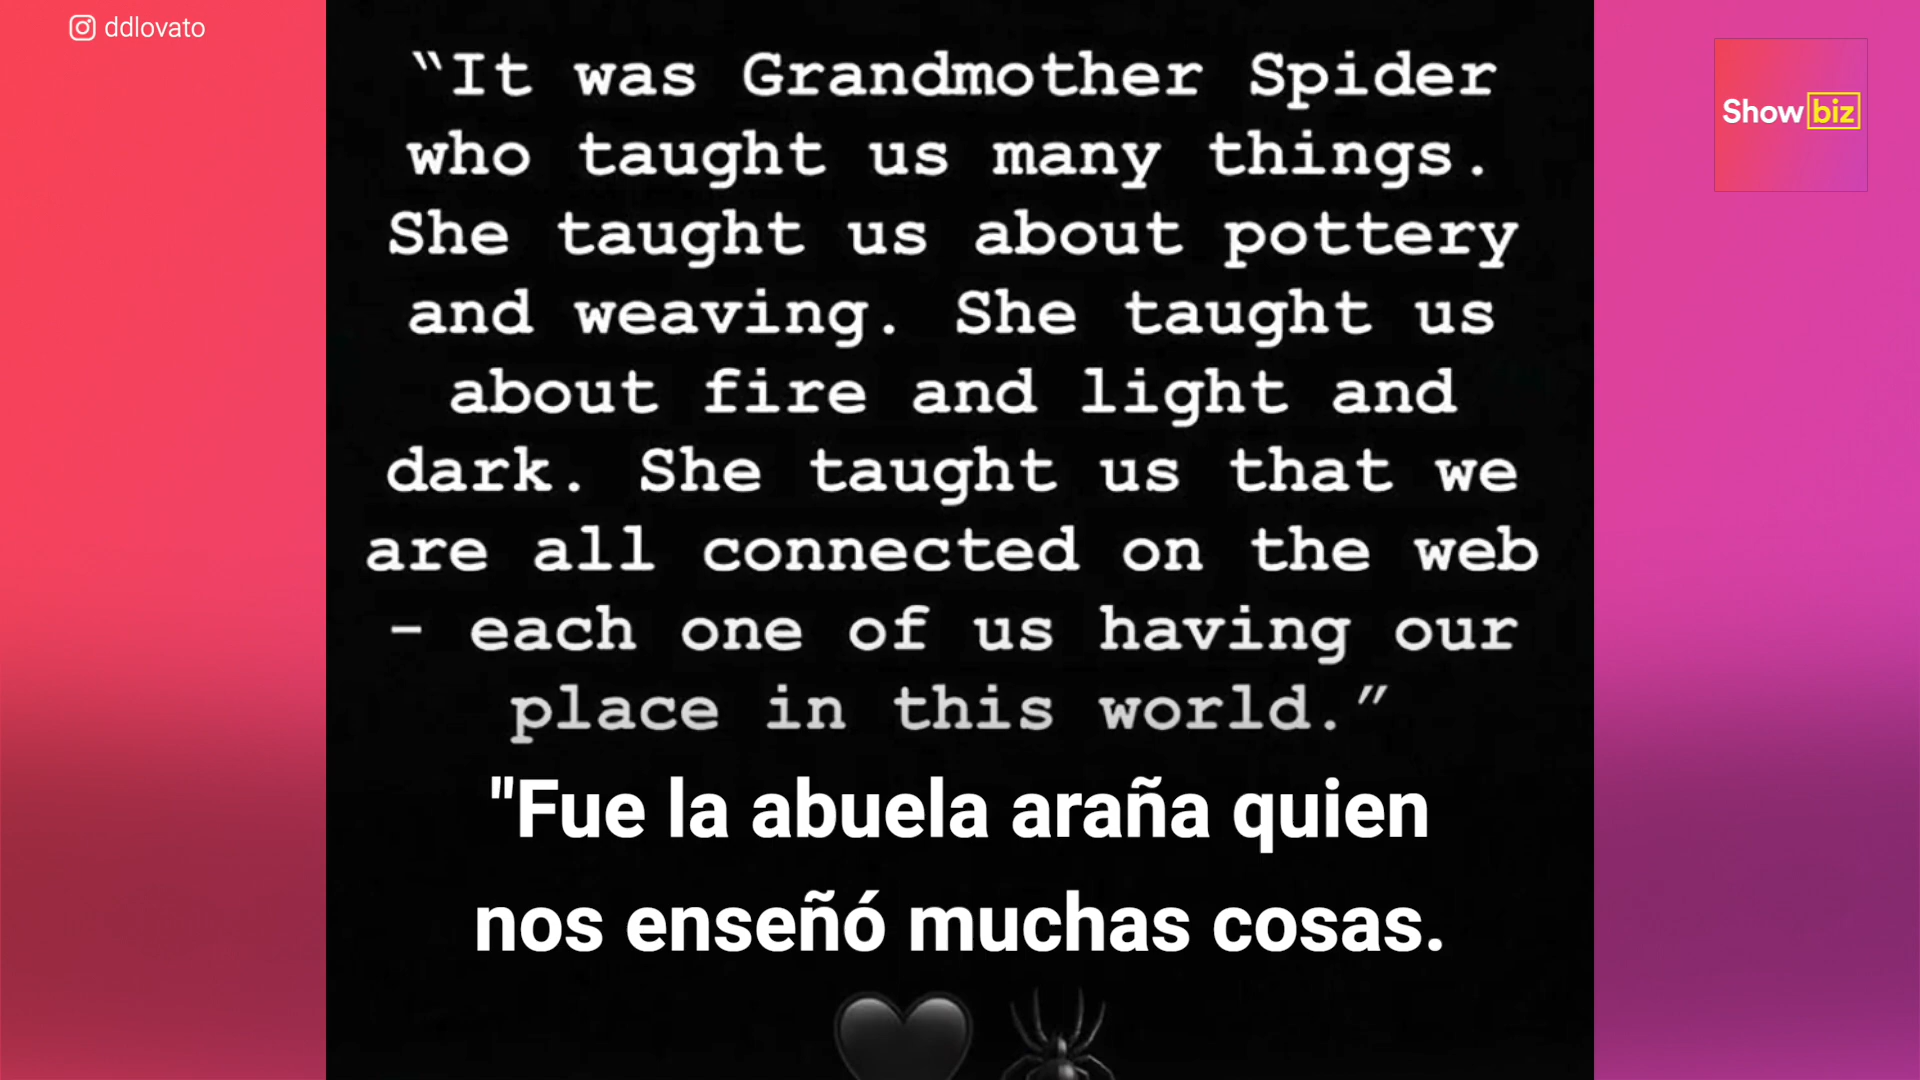 ddlovato
Show biz
“It was Grandmother Spider
who taught us many things.
She taught us about pottery
and weaving. She taught us
about fire and light and
dark. She taught us that we
are all connected on the web
– each one of us having our
place in this world.”
"Fue la abuela araña quien
nos enseñó muchas cosas.